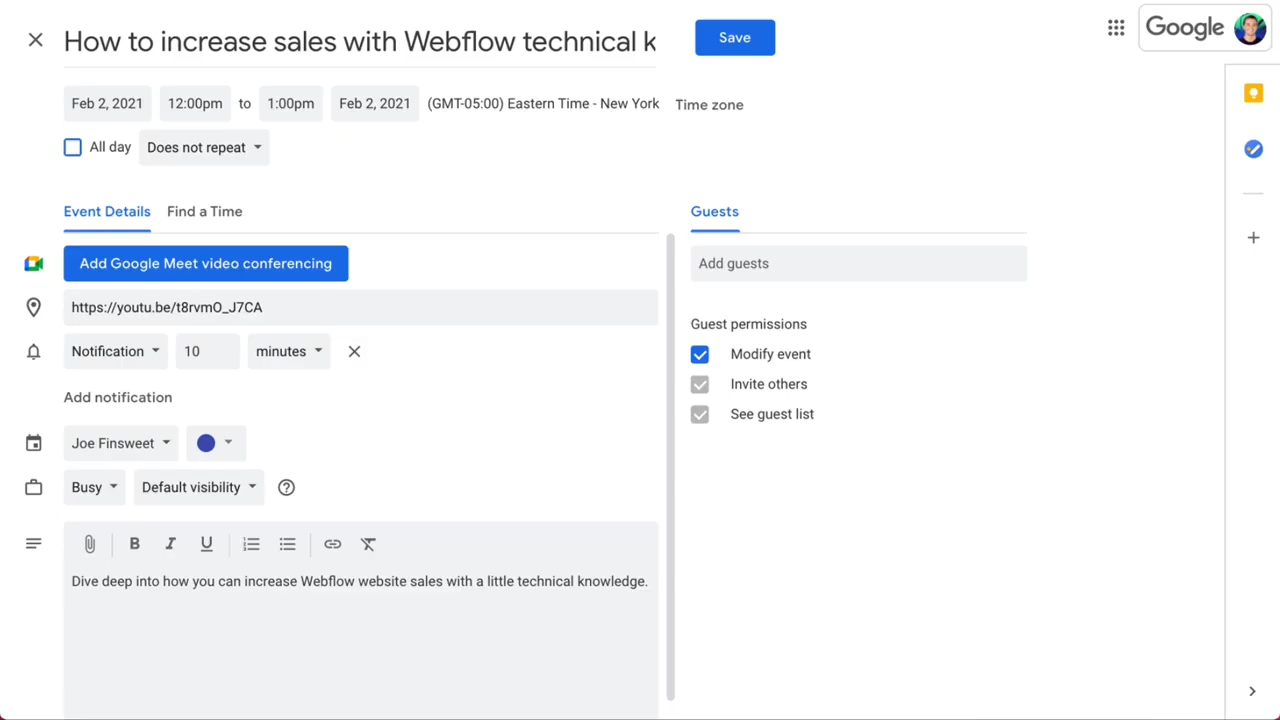 How to increase sales with Webflow technical k
Save
Google
Feb 2, 2021 12:00pm to 1:00pm Feb 2, 2021 (GMT-05:00) Eastern Time - New York Time zone
All day Does not repeat
Event Details Find a Time
Guests
Add Google Meet video conferencing
Add guests
https://youtu.be/t8rvmO_J7CA
Guest permissions
Notification 10 minutes
Modify event
Invite others
Add notification
See guest list
Joe Finsweet
Busy Default visibility
Dive deep into how you can increase Webflow website sales with a little technical knowledge.